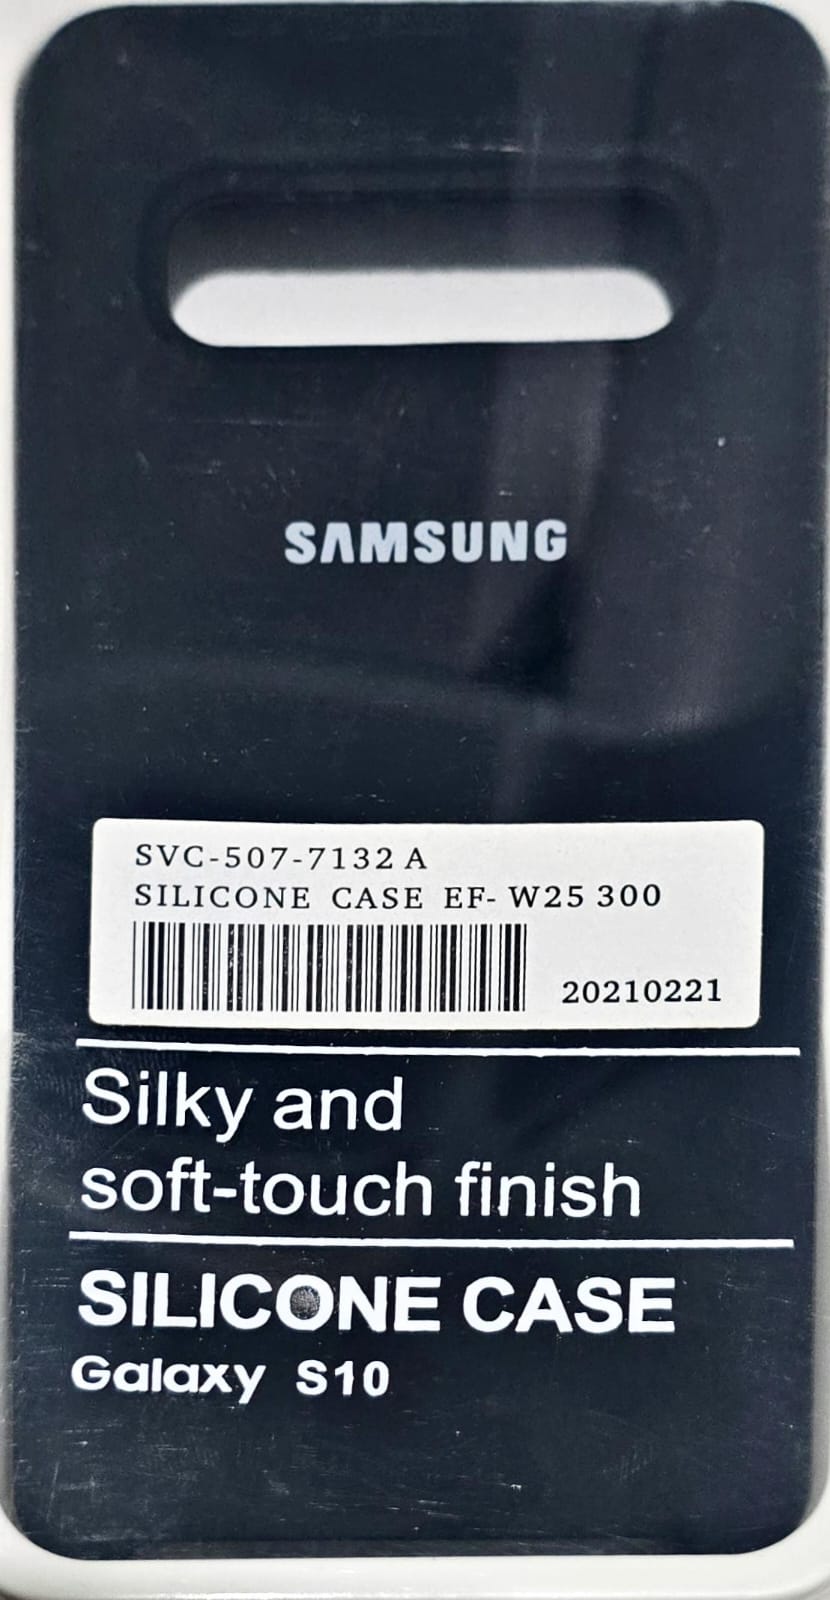 SAMSUNG
SVC-507-7132 A
SILICONE CASE EF- W25 300
20210221
Silky and
soft-touch finish
SILICONE CASE
Galaxy S10